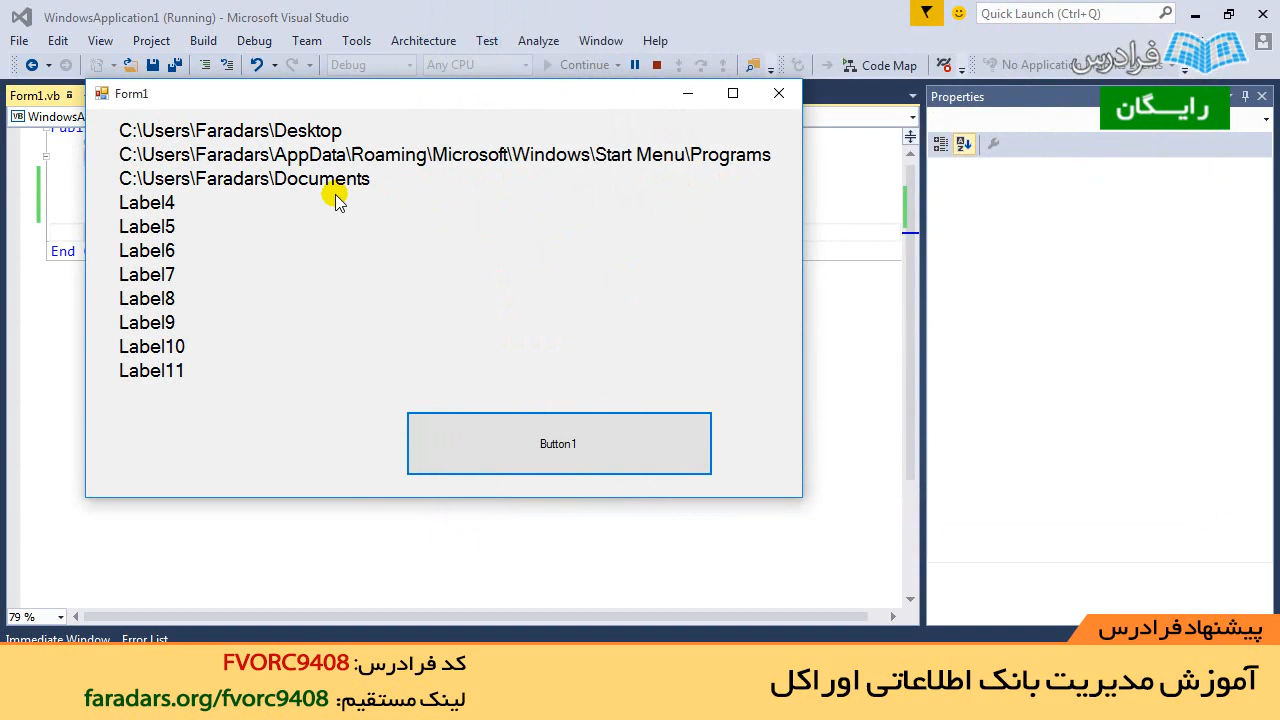 WindowsApplication1 (Running) - Microsoft Visual Studio
Quick Launch (Ctrl+Q)
File Edit View Project Build Debug Team Tools Architecture Test Analyze Window Help
Debug Any CPU Continue Code Map No Application
فرادرس
Form1.vb
Form1
Properties
رایگان
WindowsA
Publi
C:\Users\Faradars\Desktop
C:\Users\Faradars\AppData\Roaming\Microsoft\Windows\Start Menu\Programs
C:\Users\Faradars\Documents
Label4
Label5
Label6
Label7
Label8
Label9
Label10
Label11
End
Button1
79 %
Immediate Window Error List
پیشنهاد فرادرس
آموزش مدیریت بانک اطلاعاتی اوراکل
کد فرادرس: FVORC9408
لینک مستقیم: faradars.org/fvorc9408